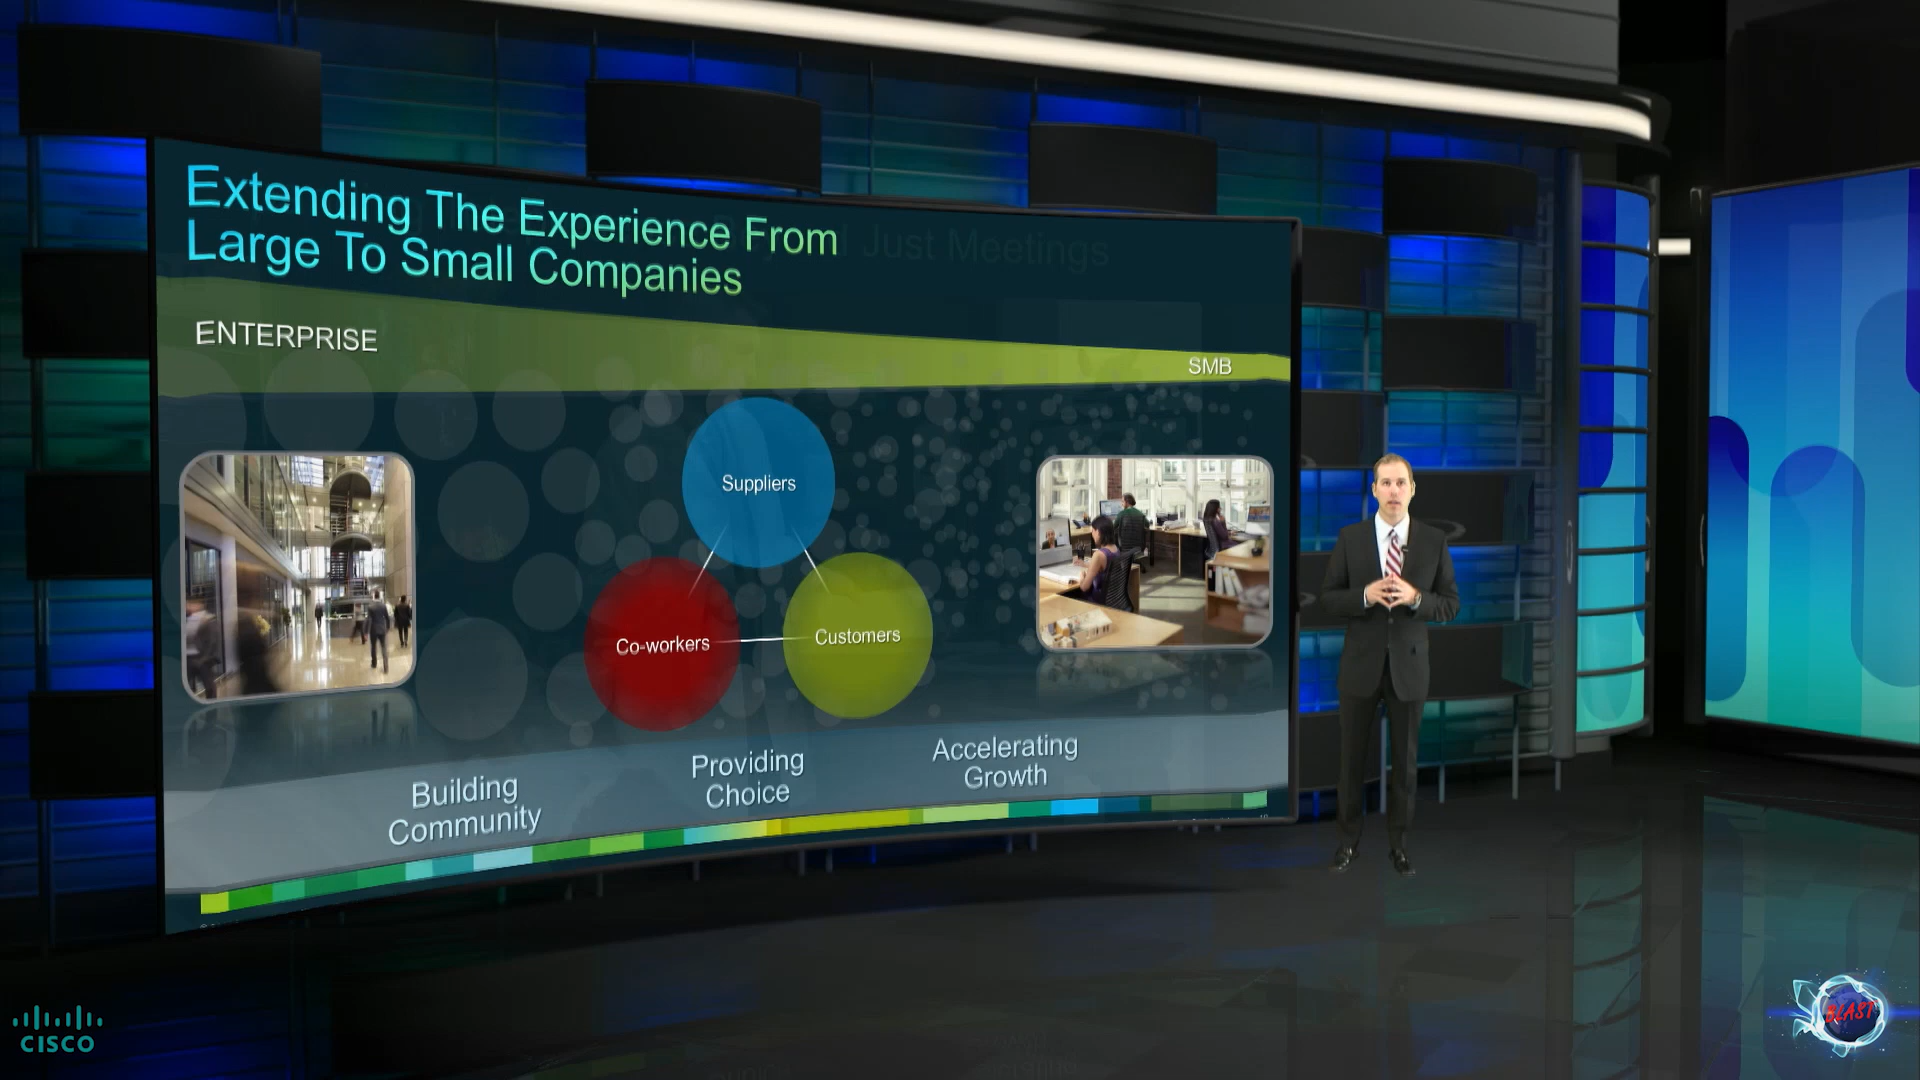 Extending The Experience From
Large To Small Companies
Just Meetings
ENTERPRISE
SMB
Suppliers
Co-workers
Customers
Building
Community
Providing
Choice
Accelerating
Growth
CISCO
BLAST